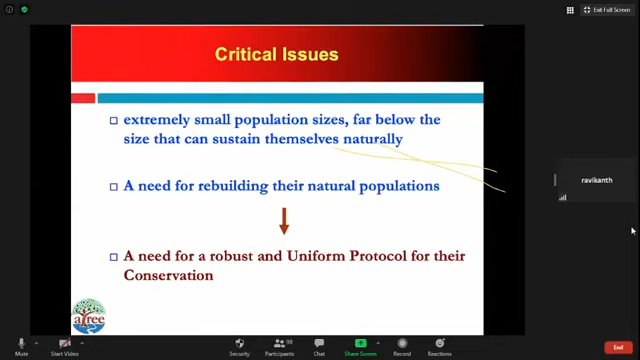 Exit Full Screen
Critical Issues
extremely small population sizes, far below the
size that can sustain themselves naturally
A need for rebuilding their natural populations
A need for a robust and Uniform Protocol for their
Conservation
atree
ravikanth
Mute
Start Video
Security
Participants
98
Chat
Share Screen
Record
Reactions
End